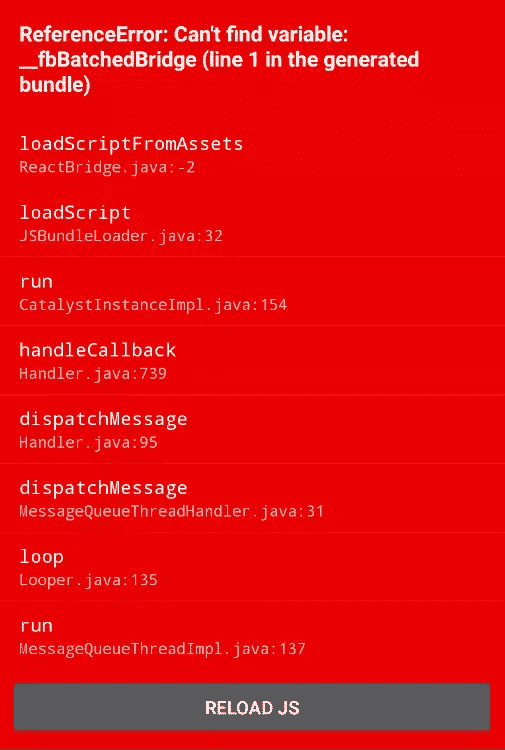 ReferenceError: Can't find variable:
__fbBatchedBridge (line 1 in the generated
bundle)
loadScriptFromAssets
ReactBridge.java:-2
loadScript
JSBundleLoader.java:32
run
CatalystInstanceImpl.java:154
handleCallback
Handler.java:739
dispatchMessage
Handler.java:95
dispatchMessage
MessageQueueThreadHandler.java:31
loop
Looper.java:135
run
MessageQueueThreadImpl.java:137
RELOAD JS